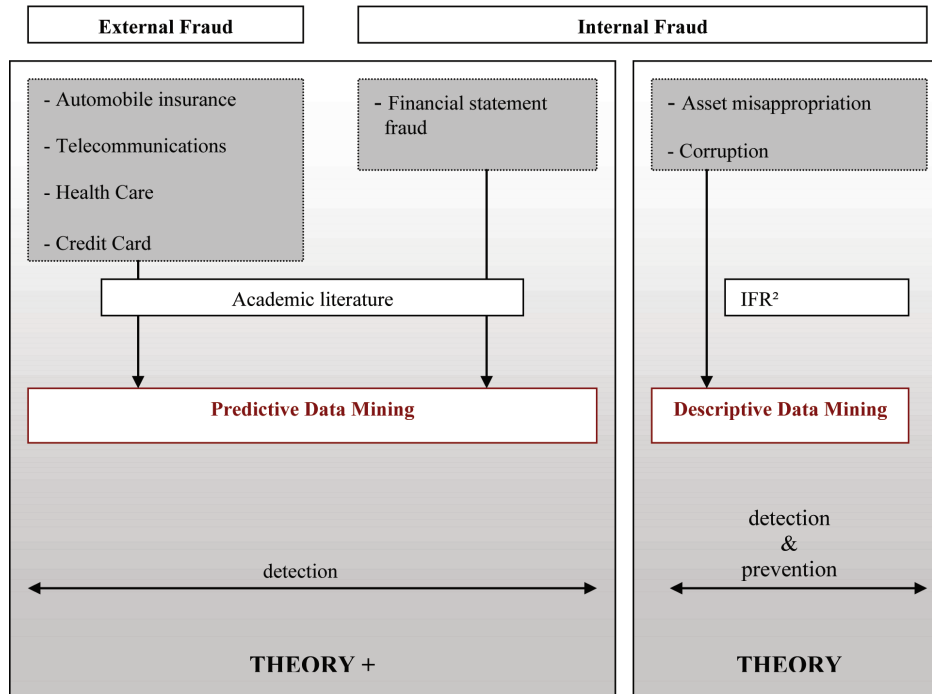 External Fraud
Internal Fraud
- Automobile insurance
- Telecommunications
- Health Care
- Credit Card
- Financial statement
fraud
- Asset misappropriation
- Corruption
Academic literature
IFR²
Predictive Data Mining
Descriptive Data Mining
detection
detection
&
prevention
THEORY +
THEORY